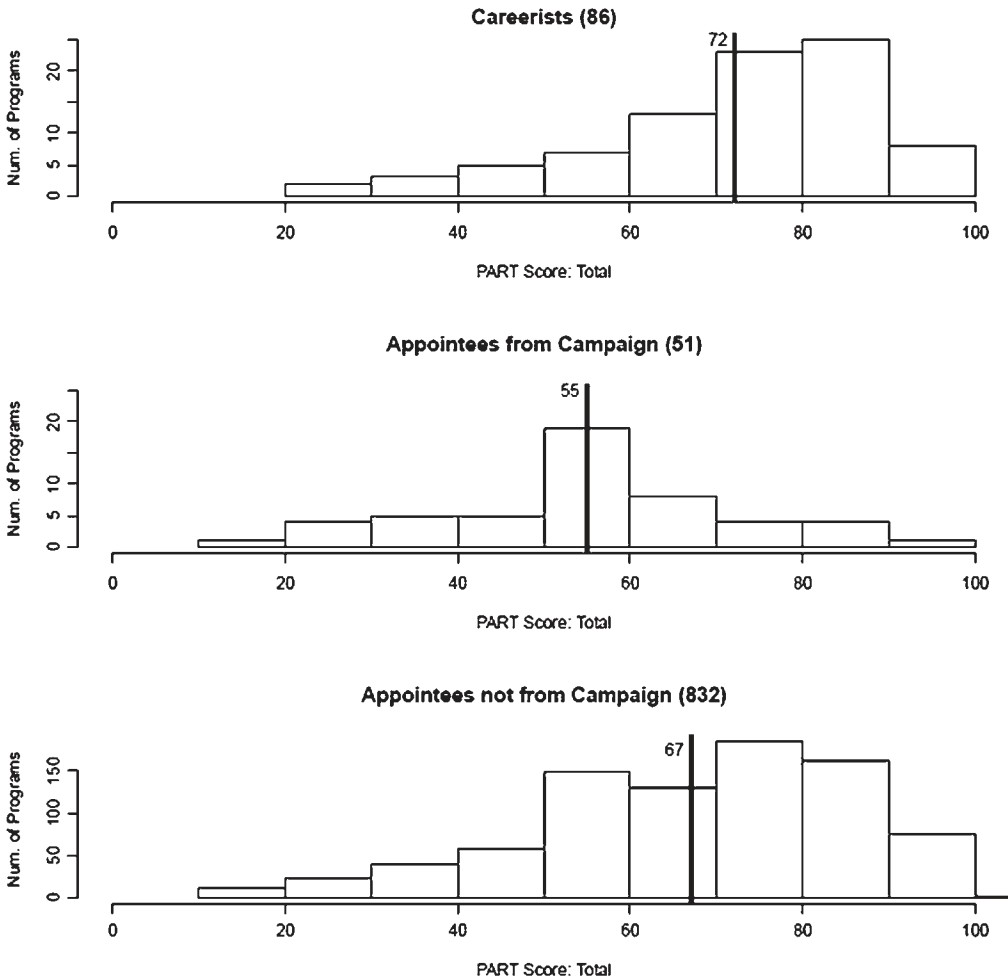 Careerists (86)
Num. of Programs
0 5 10 20
72
0 20 40 60 80 100
PART Score: Total
Appointees from Campaign (51)
Num. of Programs
0 5 10 20
55
0 20 40 60 80 100
PART Score: Total
Appointees not from Campaign (832)
Num. of Programs
0 50 100 150
67
0 20 40 60 80 100
PART Score: Total